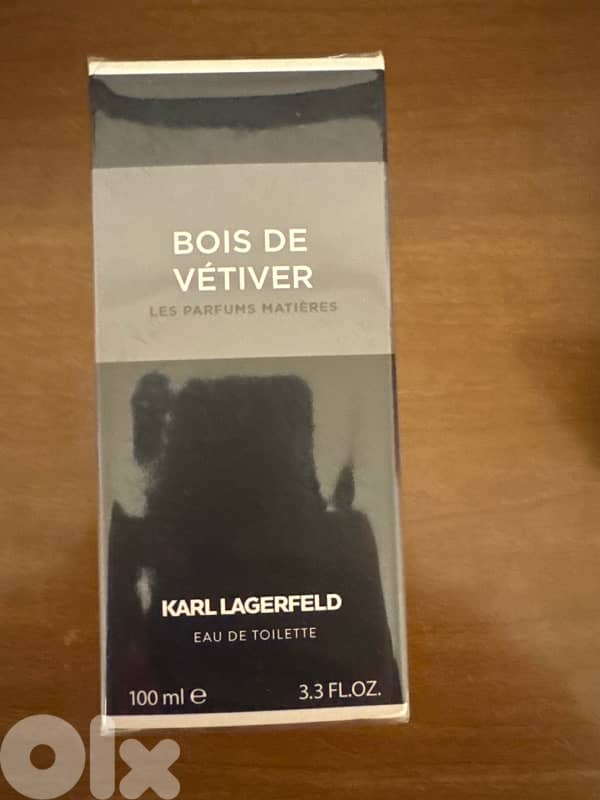 BOIS DE
VÉTIVER
LES PARFUMS MATIÈRES
KARL LAGERFELD
EAU DE TOILETTE
100 ml ℮
3.3 FL.OZ.
Olx